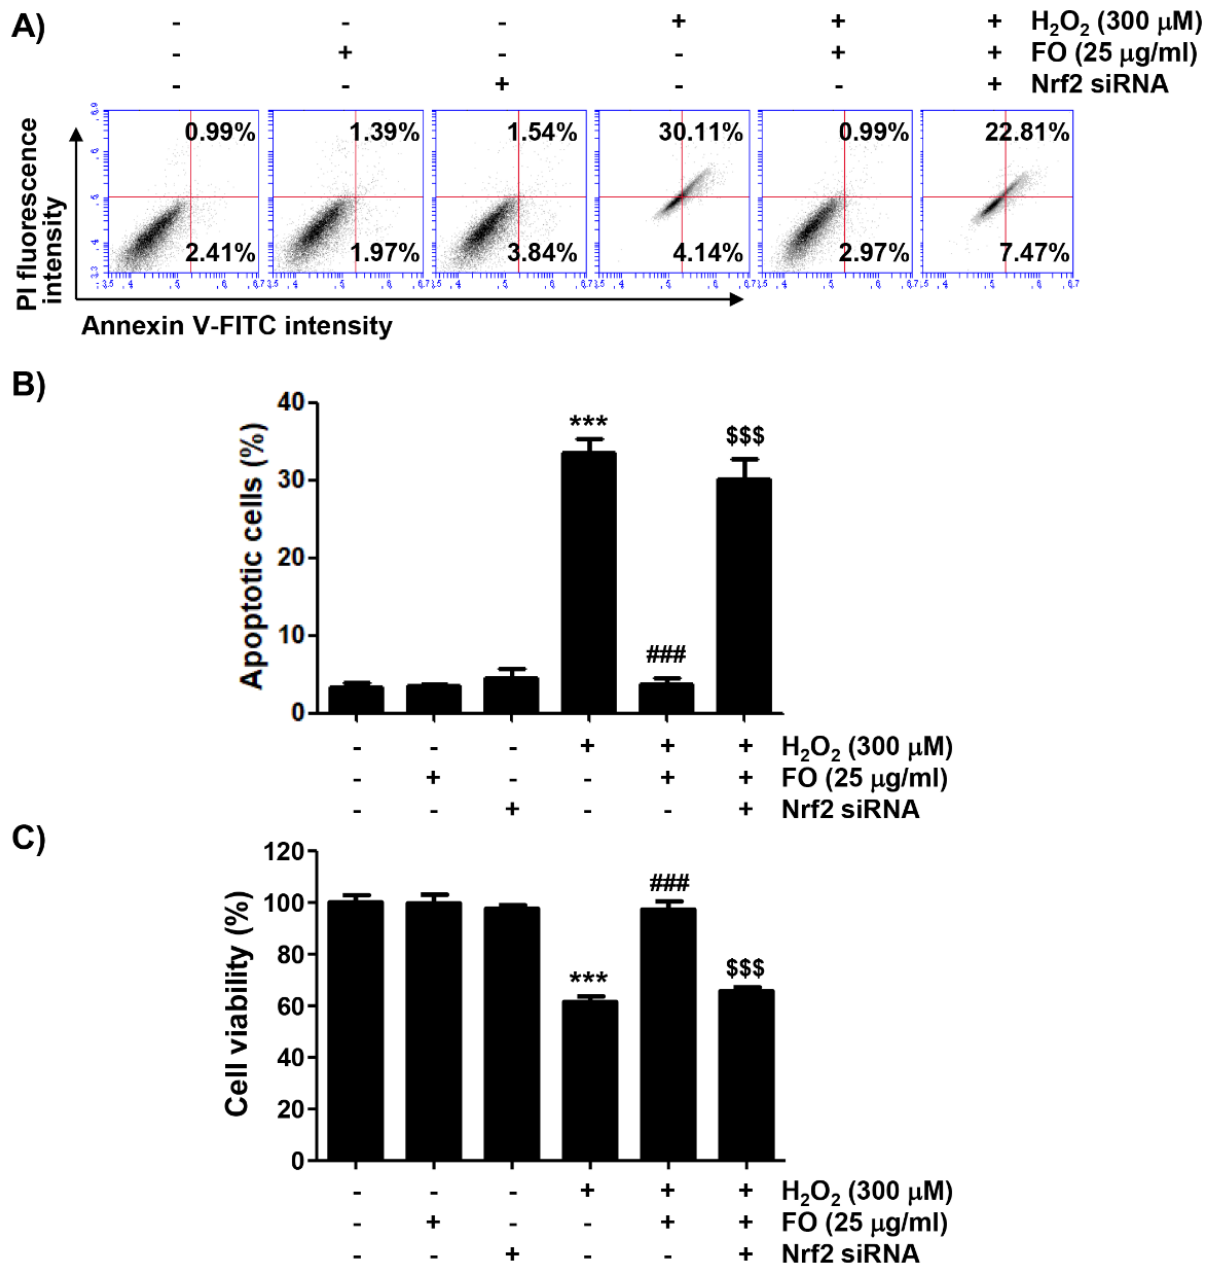 A)
- - - + + + H₂O₂ (300 μM)
- + - - + + FO (25 μg/ml)
- - + - - + Nrf2 siRNA
0.99% 1.39% 1.54% 30.11% 0.99% 22.81%
2.41% 1.97% 3.84% 4.14% 2.97% 7.47%
PI fluorescence
intensity
Annexin V-FITC intensity
B)
Apoptotic cells (%)
40
30
20
10
0
*** ### $$$
- - - + + + H₂O₂ (300 μM)
- + - - + + FO (25 μg/ml)
- - + - - + Nrf2 siRNA
C)
Cell viability (%)
120
100
80
60
40
20
0
*** ### $$$
- - - + + + H₂O₂ (300 μM)
- + - - + + FO (25 μg/ml)
- - + - - + Nrf2 siRNA